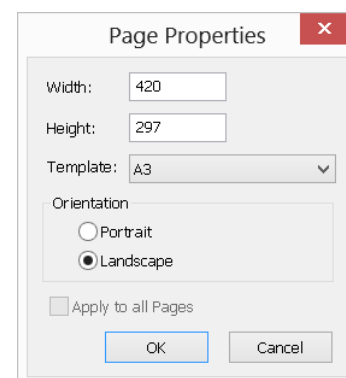 Page Properties
Width: 420
Height: 297
Template: A3
Orientation
Portrait
Landscape
Apply to all Pages
OK Cancel